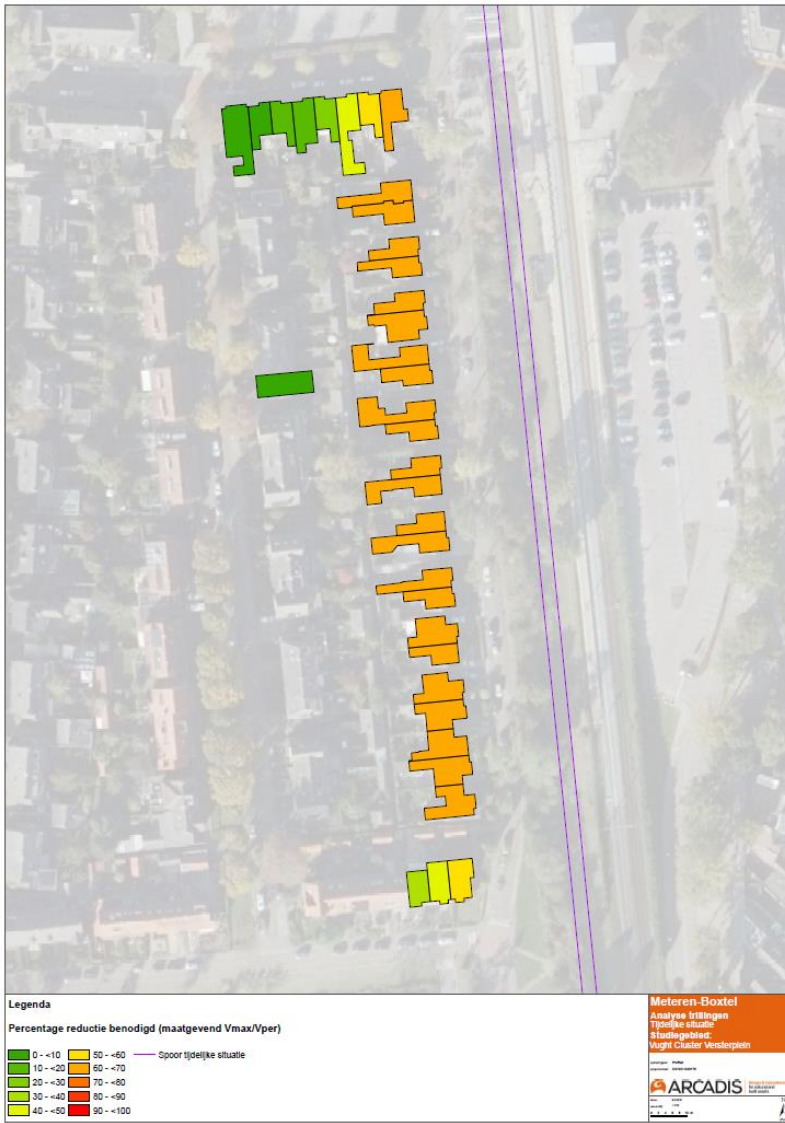 Legenda
Percentage reductie benodigd (maatgevend Vmax/Vper)
0 - <10
10 - <20
20 - <30
30 - <40
40 - <50
50 - <60
60 - <70
70 - <80
80 - <90
90 - <100
Spoor tijdelijke situatie
Meteren-Boxtel
Analyse trillingen
Tijdelijke situatie
Studiegebied:
Vught Cluster Versterplein
ARCADIS